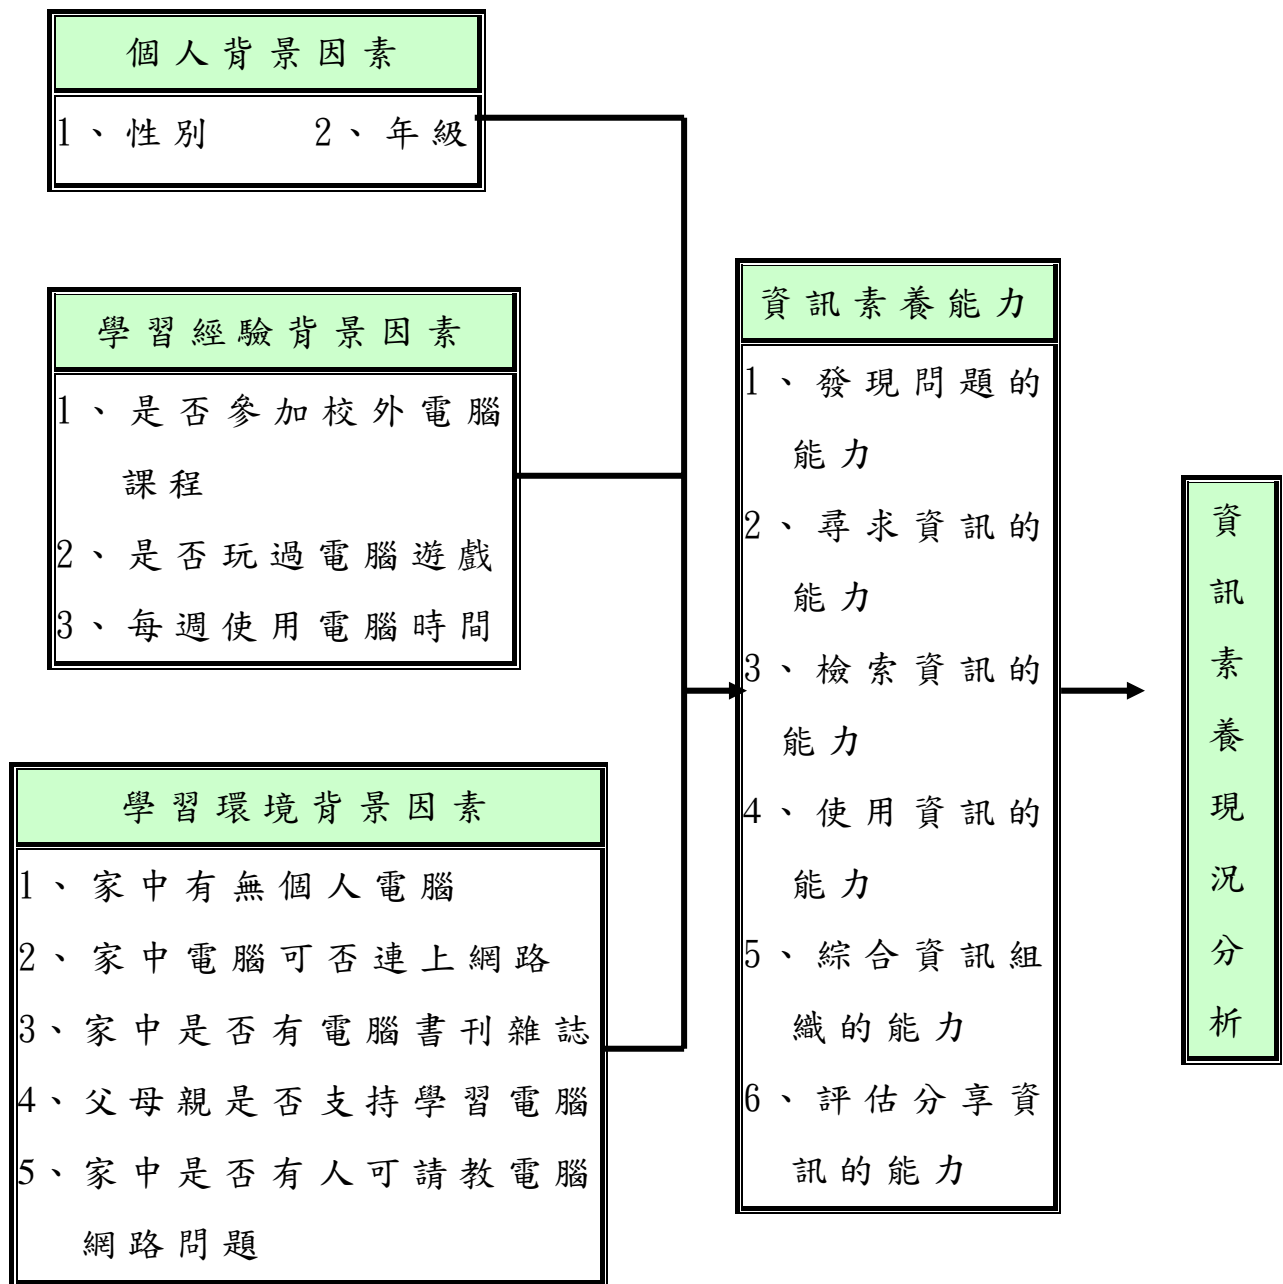 個人背景因素
1、性別 2、年級
學習經驗背景因素
1、是否參加校外電腦
課程
2、是否玩過電腦遊戲
3、每週使用電腦時間
學習環境背景因素
1、家中有無個人電腦
2、家中電腦可否連上網路
3、家中是否有電腦書刊雜誌
4、父母親是否支持學習電腦
5、家中是否有人可請教電腦
網路問題
資訊素養能力
1、發現問題的
能力
2、尋求資訊的
能力
3、檢索資訊的
能力
4、使用資訊的
能力
5、綜合資訊組
織的能力
6、評估分享資
訊的能力
資訊素養現況分析